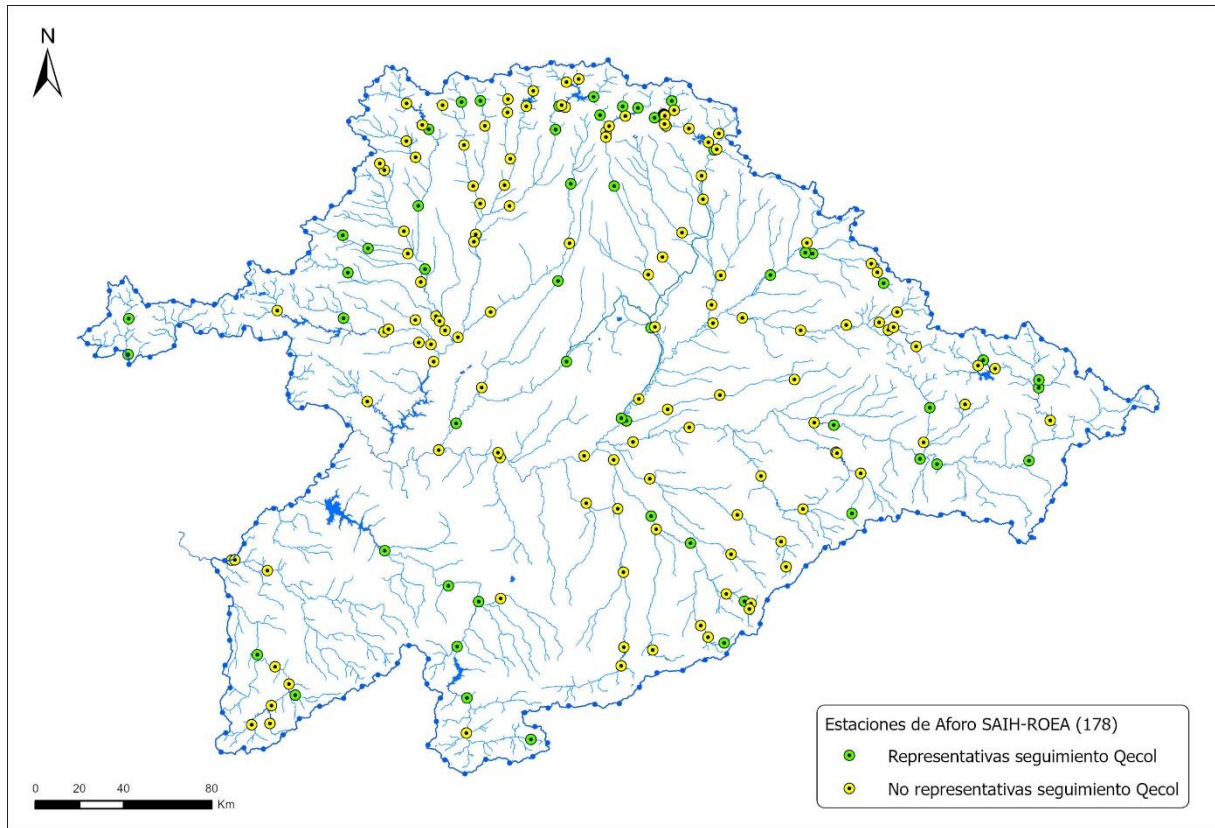 N
Estaciones de Aforo SAIH-ROEA (178)
Representativas seguimiento Qecol
No representativas seguimiento Qecol
0 20 40 80
Km